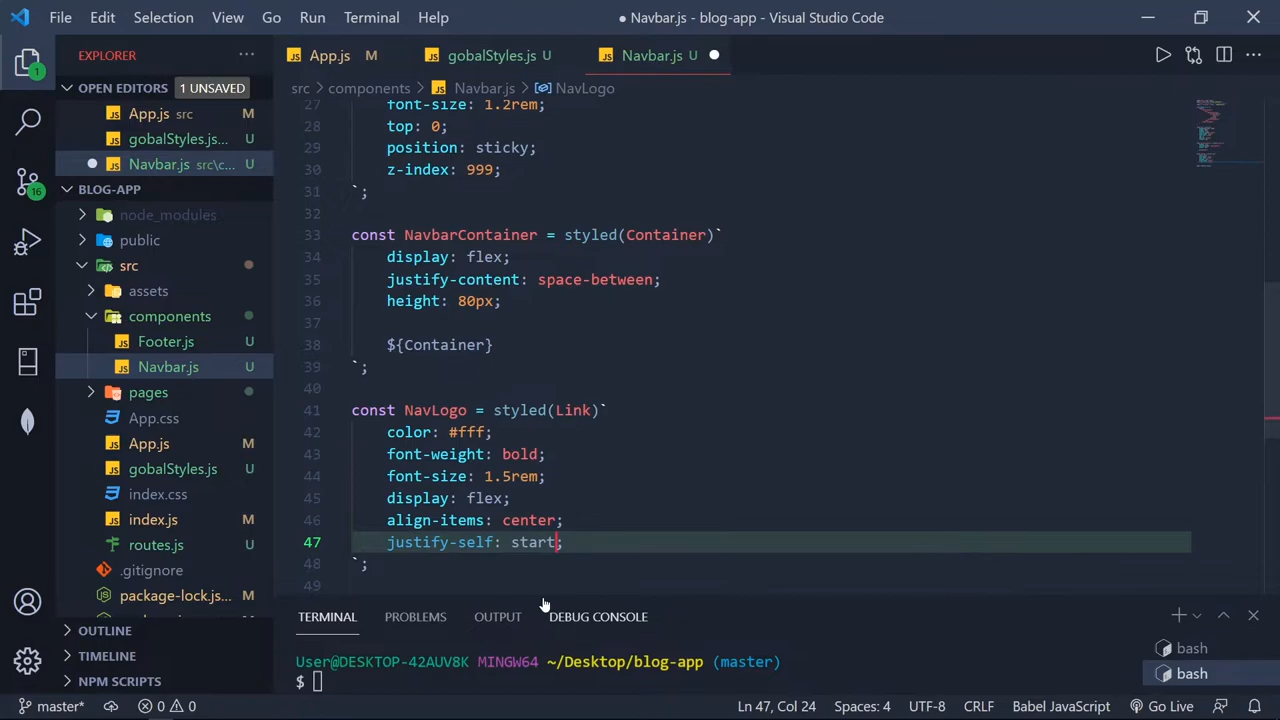 File Edit Selection View Go Run Terminal Help
● Navbar.js - blog-app - Visual Studio Code
EXPLORER
OPEN EDITORS 1 UNSAVED
App.js src M
gobalStyles.js... U
Navbar.js src\c... U
BLOG-APP
node_modules
public
src
assets
components
Footer.js U
Navbar.js U
pages
App.css
App.js M
gobalStyles.js U
index.css
index.js M
routes.js U
.gitignore
package-lock.js... M
OUTLINE
TIMELINE
NPM SCRIPTS
1
16
App.js M
gobalStyles.js U
Navbar.js U
src > components > Navbar.js > NavLogo
27 font-size: 1.2rem;
28 top: 0;
29 position: sticky;
30 z-index: 999;
31 `;
32
33 const NavbarContainer = styled(Container)`
34 display: flex;
35 justify-content: space-between;
36 height: 80px;
37
38 ${Container}
39 `;
40
41 const NavLogo = styled(Link)`
42 color: #fff;
43 font-weight: bold;
44 font-size: 1.5rem;
45 display: flex;
46 align-items: center;
47 justify-self: start;
48 `;
49
TERMINAL PROBLEMS OUTPUT DEBUG CONSOLE
User@DESKTOP-42AUV8K MINGW64 ~/Desktop/blog-app (master)
$
bash
bash
master* 0 0 Ln 47, Col 24 Spaces: 4 UTF-8 CRLF Babel JavaScript Go Live